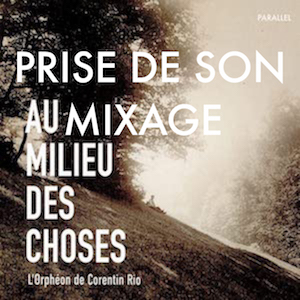 PARALLEL
PRISE DE SON
AU MIXAGE
MILIEU
DES
CHOSES
L'Orphéon de Corentin Rio